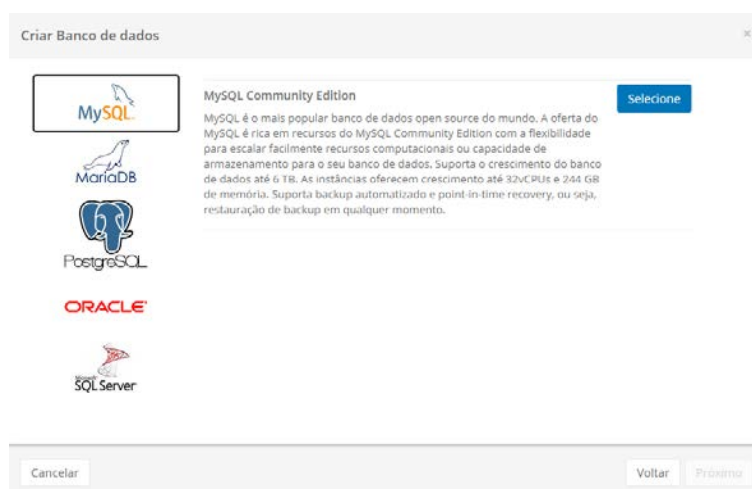 Criar Banco de dados
×
MySQL
MariaDB
PostgreSQL
ORACLE
Microsoft
SQL Server
MySQL Community Edition
Selecione
MySQL é o mais popular banco de dados open source do mundo. A oferta do
MySQL é rica em recursos do MySQL Community Edition com a flexibilidade
para escalar facilmente recursos computacionais ou capacidade de
armazenamento para o seu banco de dados. Suporta o crescimento do banco
de dados até 6 TB. As instâncias oferecem crescimento até 32vCPUs e 244 GB
de memória. Suporta backup automatizado e point-in-time recovery, ou seja,
restauração de backup em qualquer momento.
Cancelar
Voltar
Próximo